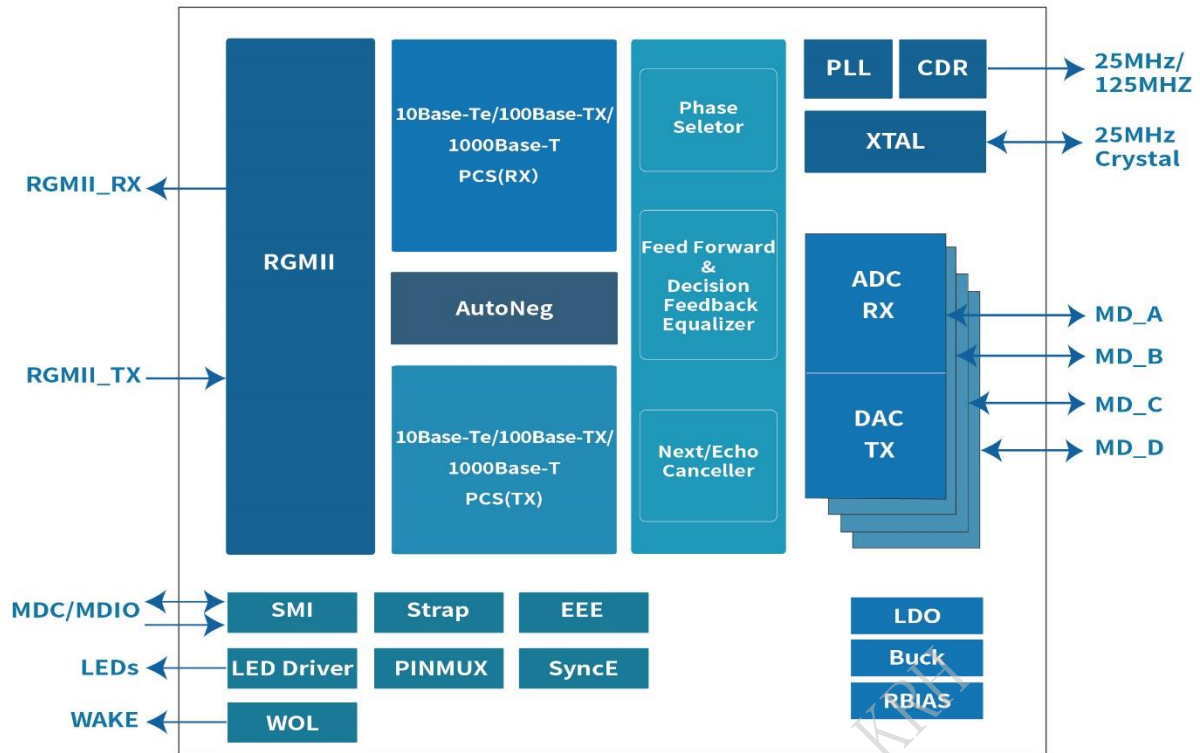 RGMII_RX
RGMII_TX
RGMII
10Base-Te/100Base-TX/
1000Base-T
PCS(RX)
AutoNeg
10Base-Te/100Base-TX/
1000Base-T
PCS(TX)
Phase
Seletor
Feed Forward
&
Decision
Feedback
Equalizer
Next/Echo
Canceller
PLL
CDR
25MHz/
125MHZ
XTAL
25MHz
Crystal
ADC
RX
DAC
TX
MD_A
MD_B
MD_C
MD_D
MDC/MDIO
SMI
Strap
EEE
LEDs
LED Driver
PINMUX
SyncE
WAKE
WOL
LDO
Buck
RBIAS
KRH